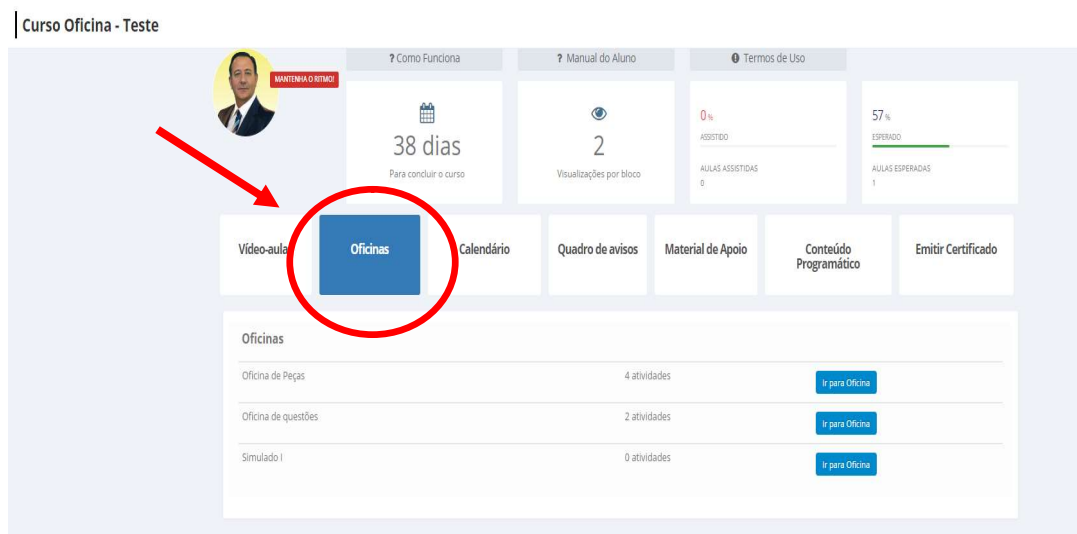 Curso Oficina - Teste
? Como Funciona
? Manual do Aluno
Termos de Uso
MANTENHA O RITMO!
38 dias
Para concluir o curso
2
Visualizações por bloco
0 %
ASSISTIDO
AULAS ASSISTIDAS
0
57 %
ESPERADO
AULAS ESPERADAS
1
Vídeo-aula
Oficinas
Calendário
Quadro de avisos
Material de Apoio
Conteúdo
Programático
Emitir Certificado
Oficinas
Oficina de Peças 4 atividades Ir para Oficina
Oficina de questões 2 atividades Ir para Oficina
Simulado I 0 atividades Ir para Oficina